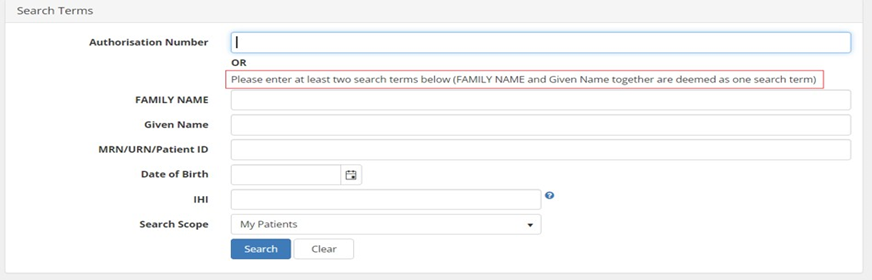 Search Terms
Authorisation Number
OR
Please enter at least two search terms below (FAMILY NAME and Given Name together are deemed as one search term)
FAMILY NAME
Given Name
MRN/URN/Patient ID
Date of Birth
IHI ?
Search Scope My Patients
Search Clear